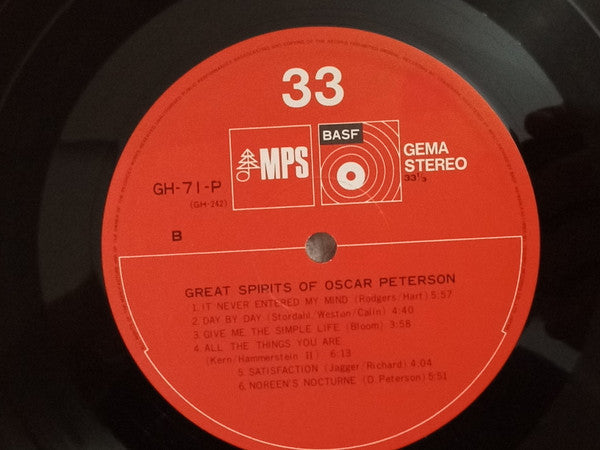 33
MPS
BASF
GEMA
STEREO
33⅓
GH-71-P
(GH-242)
B
GREAT SPIPITS OF OSCAR PETERSON
1. IT NEVER ENTERED MY MIND (Rodgers/Hart) 5:57
2. DAY BY DAY (Stordahl/Weston/Calin) 4:40
3. GIVE ME THE SIMPLE LIFE (Bloom) 3:58
4. ALL THE THINGS YOU ARE
(Kern/Hammerstein II) 6:13
5. SATISFACTION (Jagger/Richard) 4:04
6. NOREEN'S NOCTURNE (O. Peterson) 5:51